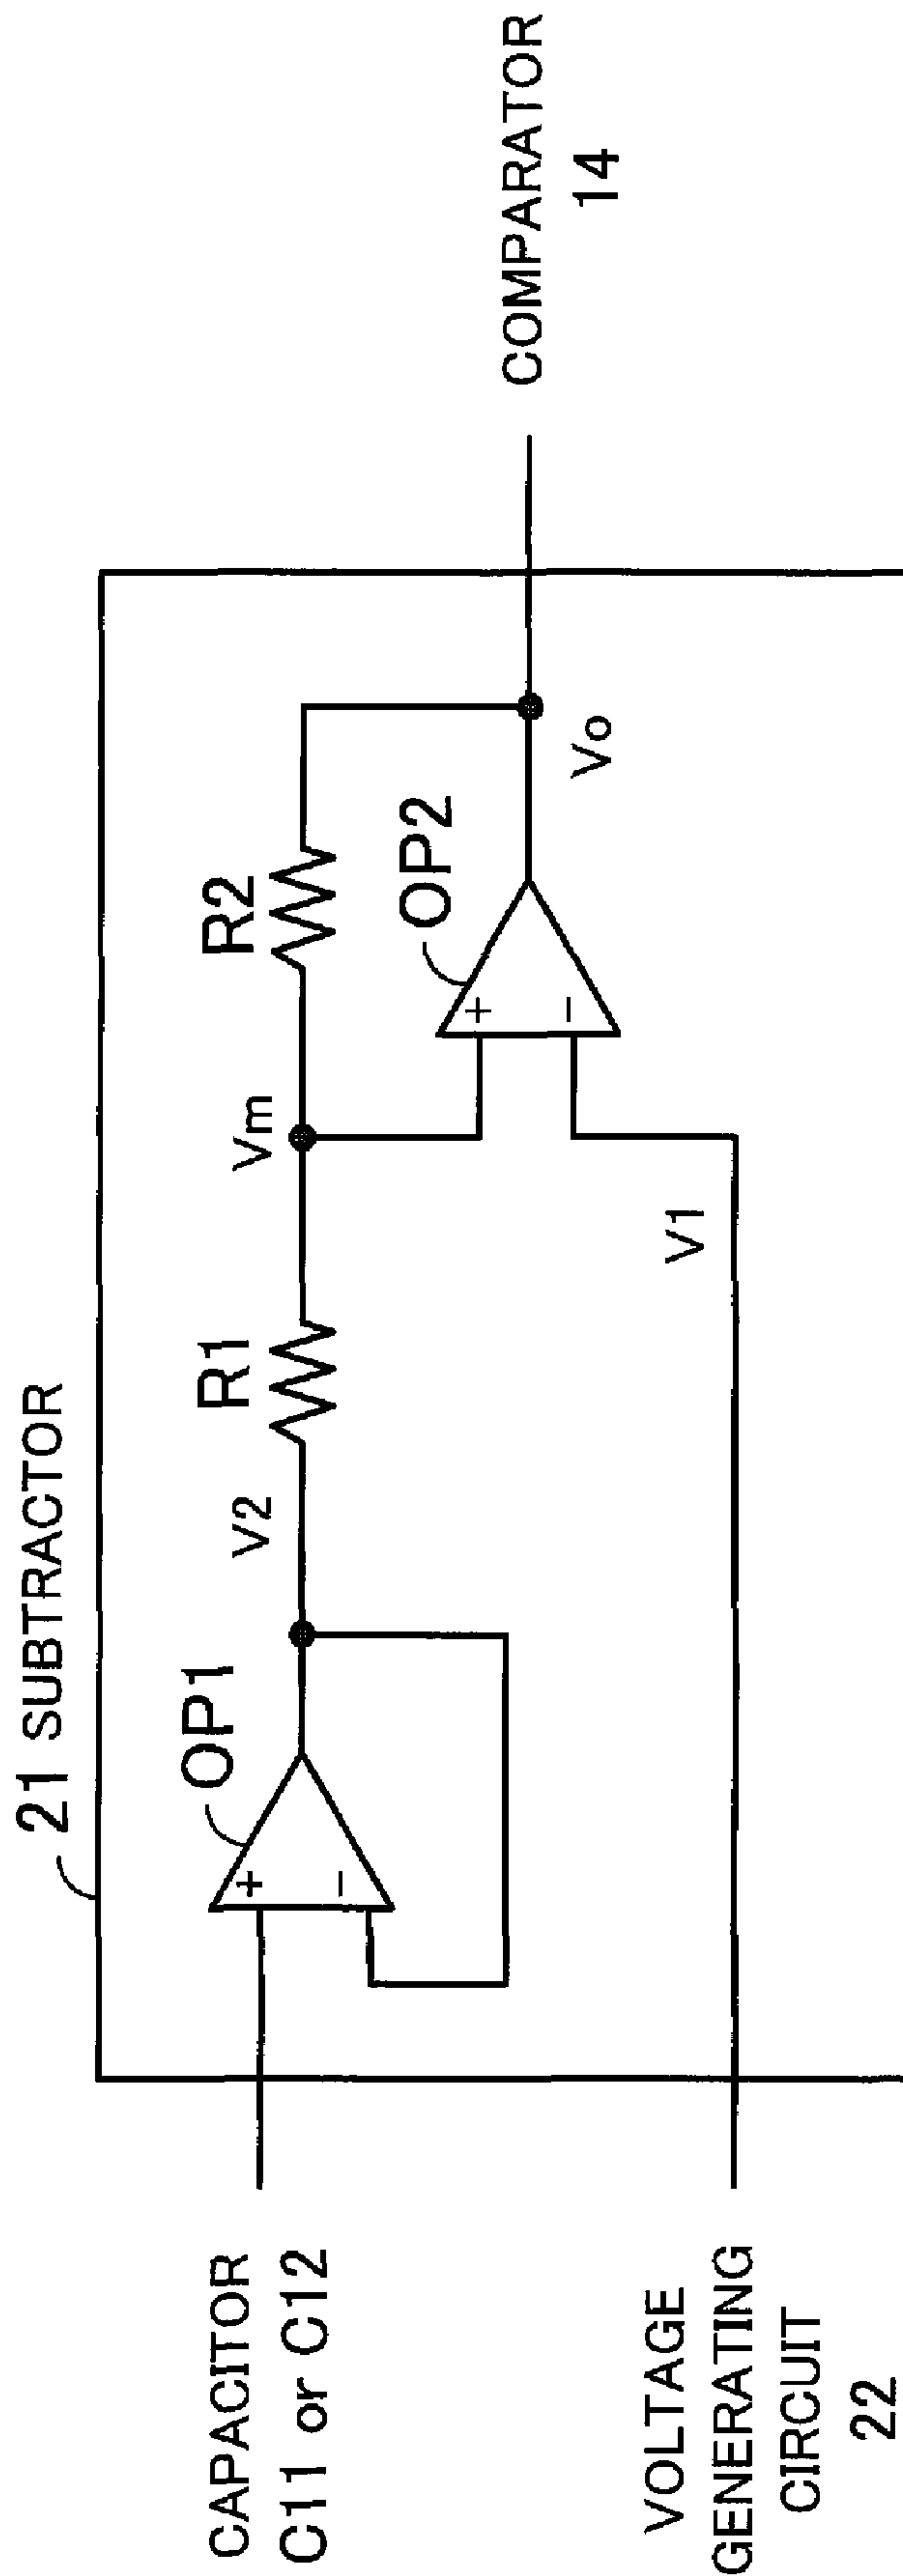 21 SUBTRACTOR
CAPACITOR
C11 or C12
+
-
OP1
V2
R1
Vm
R2
OP2
+
-
Vo
COMPARATOR
14
V1
VOLTAGE
GENERATING
CIRCUIT
22